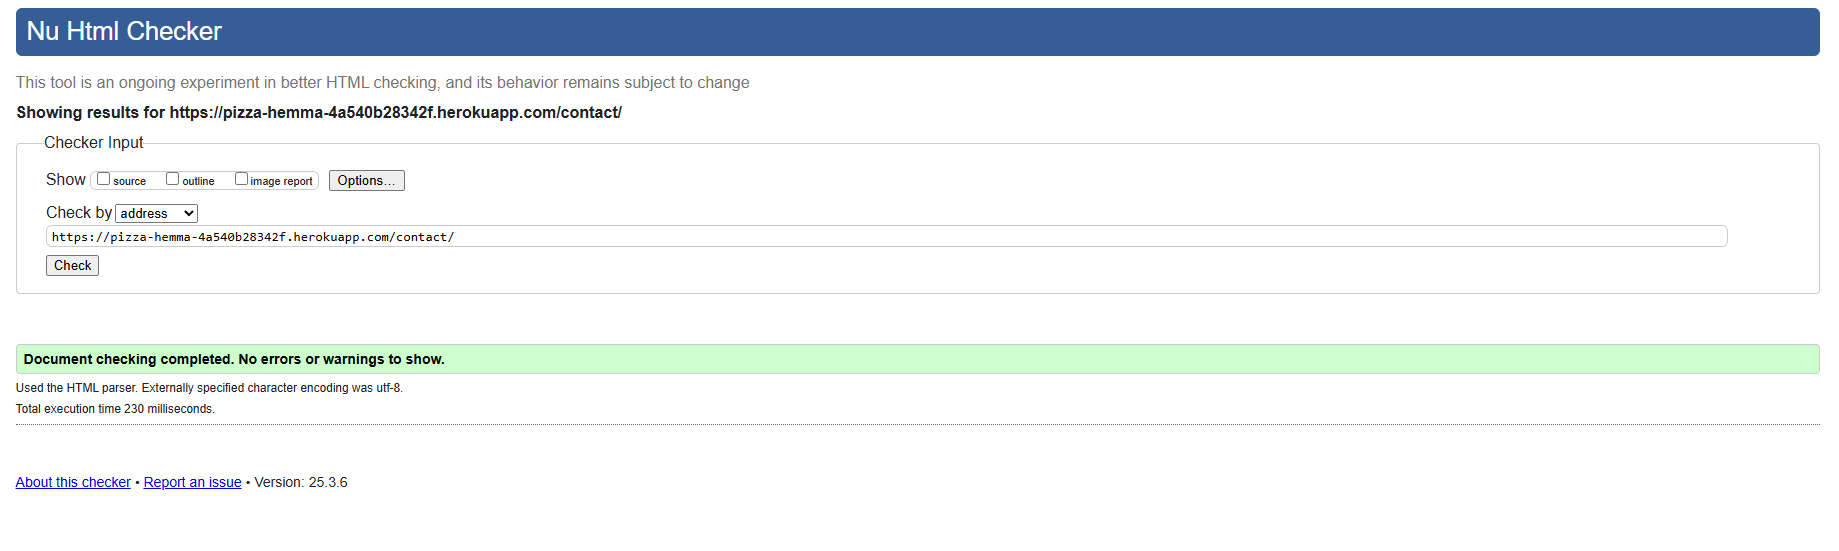 Nu Html Checker
This tool is an ongoing experiment in better HTML checking, and its behavior remains subject to change
Showing results for https://pizza-hemma-4a540b28342f.herokuapp.com/contact/
Checker Input
Show source outline image report Options...
Check by address
https://pizza-hemma-4a540b28342f.herokuapp.com/contact/
Check
Document checking completed. No errors or warnings to show.
Used the HTML parser. Externally specified character encoding was utf-8.
Total execution time 230 milliseconds.
About this checker • Report an issue • Version: 25.3.6